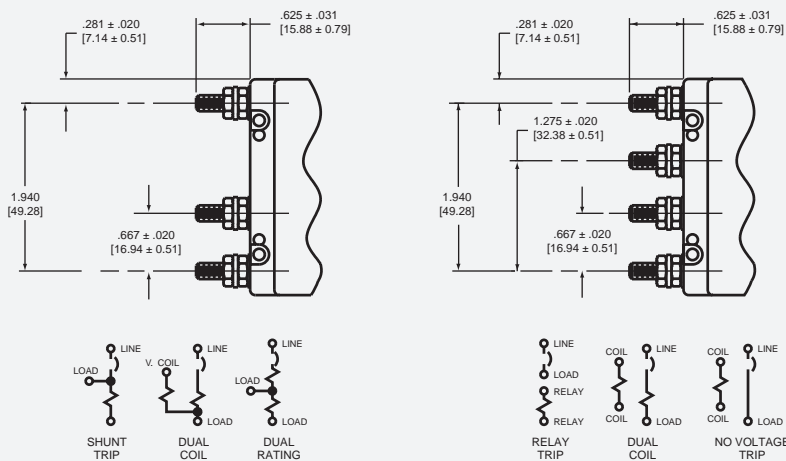 .281 ± .020
[7.14 ± 0.51]
.625 ± .031
[15.88 ± 0.79]
1.940
[49.28]
.667 ± .020
[16.94 ± 0.51]
LINE
LOAD
SHUNT
TRIP
V. COIL
LINE
LOAD
DUAL
COIL
LINE
LOAD
LOAD
DUAL
RATING
.281 ± .020
[7.14 ± 0.51]
.625 ± .031
[15.88 ± 0.79]
1.275 ± .020
[32.38 ± 0.51]
1.940
[49.28]
.667 ± .020
[16.94 ± 0.51]
LINE
LOAD
RELAY
RELAY
RELAY
TRIP
COIL
LINE
COIL
LOAD
DUAL
COIL
COIL
LINE
COIL
LOAD
NO VOLTAGE
TRIP